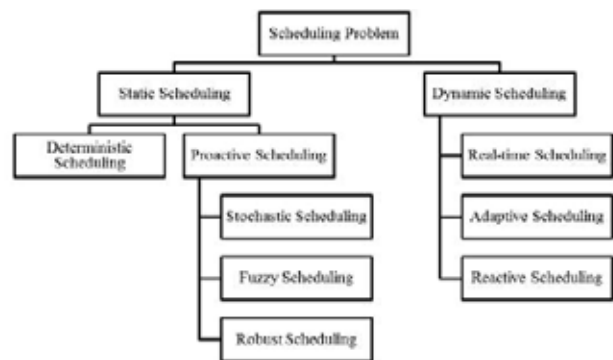 Scheduling Problem
Static Scheduling
Dynamic Scheduling
Deterministic
Scheduling
Proactive Scheduling
Real-time Scheduling
Stochastic Scheduling
Adaptive Scheduling
Fuzzy Scheduling
Reactive Scheduling
Robust Scheduling